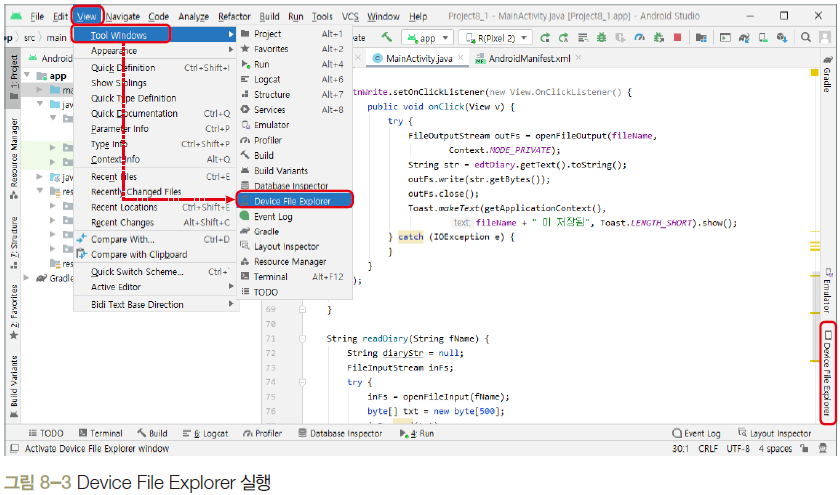 File Edit View Navigate Code Analyze Refactor Build Run Tools VCS Window Help Project8_1 - MainActivity.java [Project8_1.app] - Android Studio
src main
app R(Pixel 2)
Tool Windows
Appearance
Quick Definition Ctrl+Shift+I
Show Siblings
Quick Type Definition
Quick Documentation Ctrl+Q
Parameter Info Ctrl+P
Type Info Ctrl+Shift+P
Context Info Alt+Q
Recent Files Ctrl+E
Recently Changed Files
Recent Locations Ctrl+Shift+E
Recent Changes Alt+Shift+C
Compare With... Ctrl+D
Compare with Clipboard
Quick Switch Scheme... Ctrl+`
Active Editor
Bidi Text Base Direction
Project Alt+1
Favorites Alt+2
Run Alt+4
Logcat Alt+6
Structure Alt+7
Services Alt+8
Emulator
Profiler
Build
Build Variants
Database Inspector
Device File Explorer
Event Log
Gradle
Layout Inspector
Resource Manager
Terminal Alt+F12
TODO
1: Project
Resource Manager
7: Structure
2: Favorites
Build Variants
Android
app
jav
jav
res
res
Gradle
MainActivity.java AndroidManifest.xml
tnWrite.setOnClickListener(new View.OnClickListener() {
public void onClick(View v) {
try {
FileOutputStream outFs = openFileOutput(fileName,
Context.MODE_PRIVATE);
String str = edtDiary.getText().toString();
outFs.write(str.getBytes());
outFs.close();
Toast.makeText(getApplicationContext(),
text: fileName + " 이 저장됨", Toast.LENGTH_SHORT).show();
} catch (IOException e) {
}
}
);
69 }
70
71 String readDiary(String fName) {
72 String diaryStr = null;
73 FileInputStream inFs;
74 try {
75 inFs = openFileInput(fName);
76 byte[] txt = new byte[500];
Gradle
Emulator
Device File Explorer
TODO Terminal Build 6: Logcat Profiler Database Inspector 4: Run Event Log Layout Inspector
Activate Device File Explorer window 30:1 CRLF UTF-8 4 spaces
그림 8-3 Device File Explorer 실행